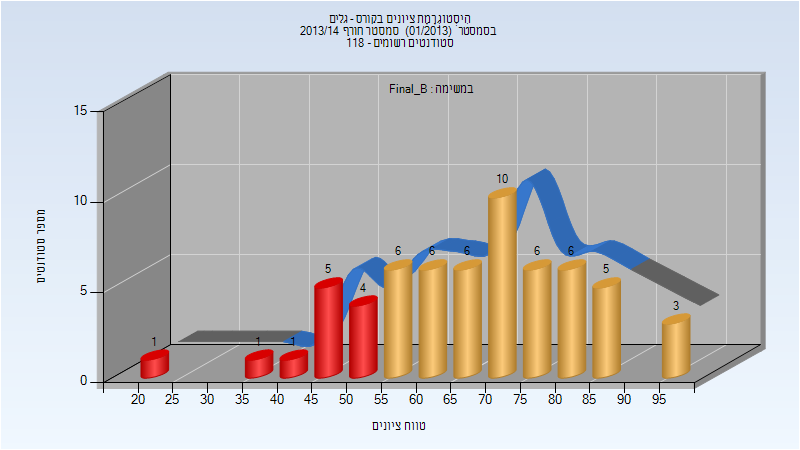 היסטוגרמת ציונים בקורס - גלים
בסמסטר (01/2013) סמסטר חורף 2013/14
סטודנטים רשומים - 118
במשימה : Final_B
מספר סטודנטים
15
10
5
0
1
1
1
5
4
6
6
6
10
6
6
5
3
20 25 30 35 40 45 50 55 60 65 70 75 80 85 90 95
טווח ציונים